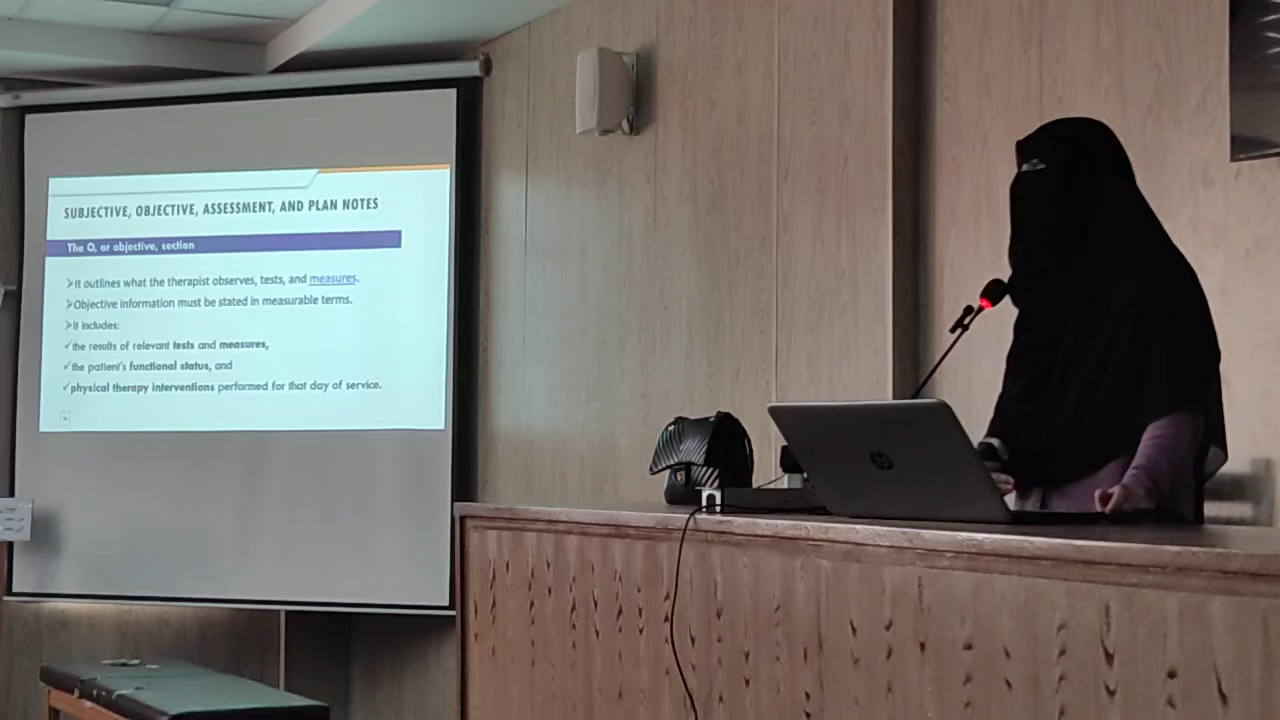 SUBJECTIVE, OBJECTIVE, ASSESSMENT, AND PLAN NOTES
The O, or objective, section
➢It outlines what the therapist observes, tests, and measures.
➢Objective information must be stated in measurable terms.
➢It includes:
✓the results of relevant tests and measures,
✓the patient's functional status, and
✓physical therapy interventions performed for that day of service.
hp